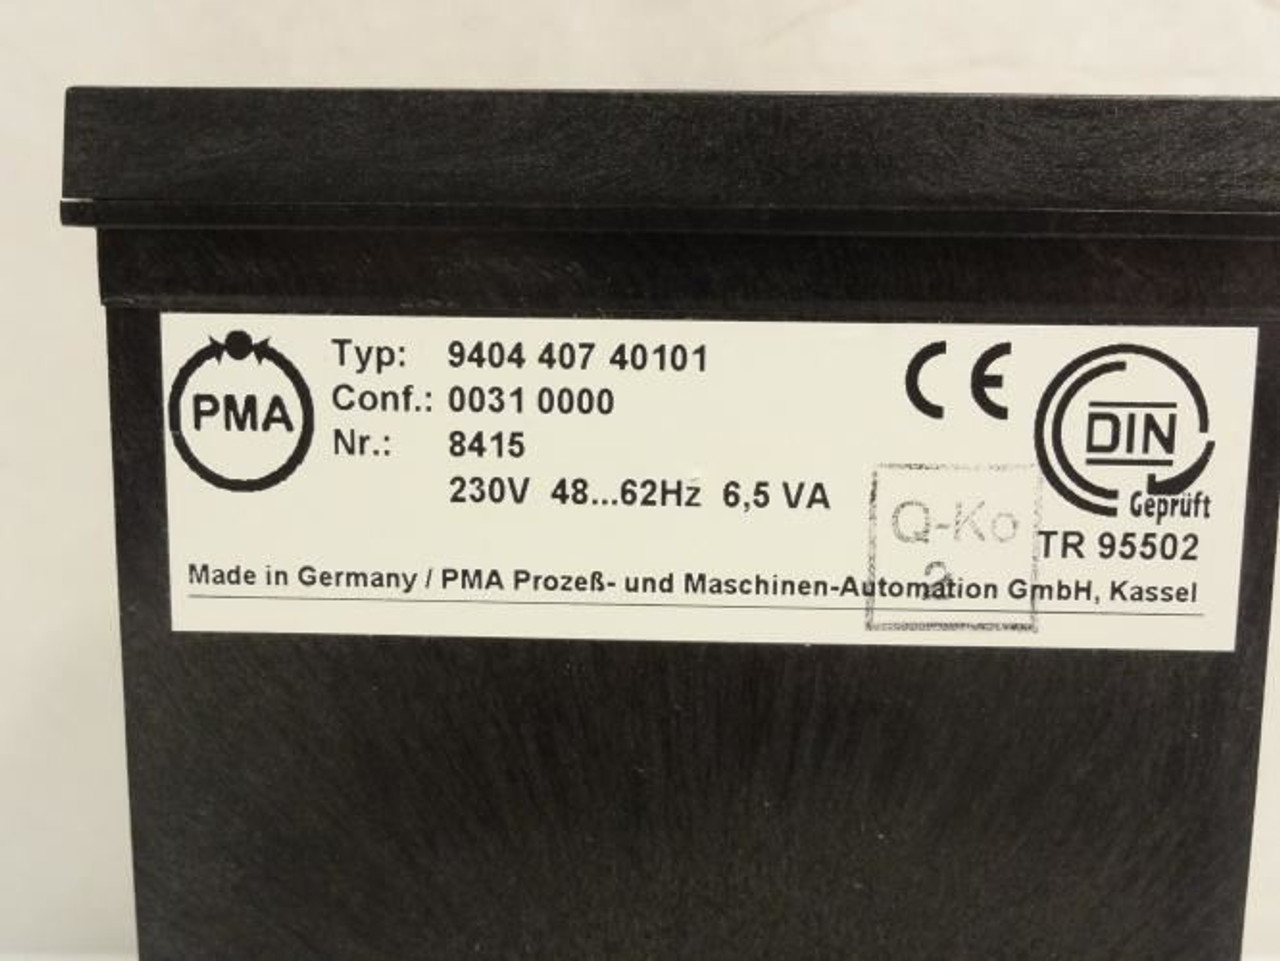 PMA
Typ: 9404 407 40101
Conf.: 0031 0000
Nr.: 8415
230V 48...62Hz 6,5 VA
CE
DIN
Geprüft
TR 95502
Q-Ko
2
Made in Germany / PMA Prozeß- und Maschinen-Automation GmbH, Kassel